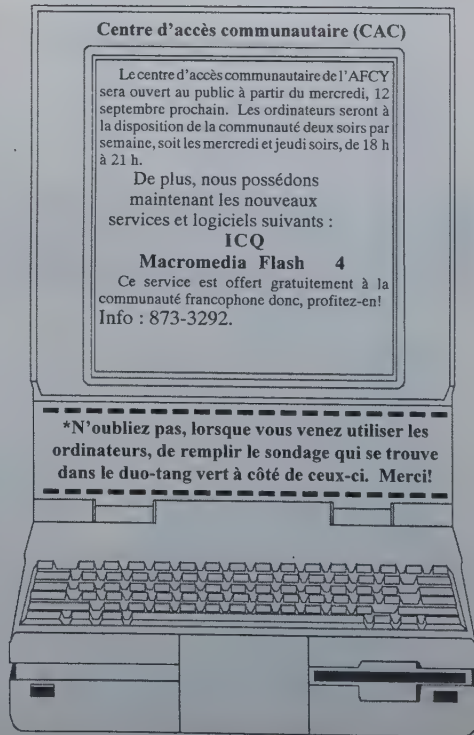 Centre d'accès communautaire (CAC)
Le centre d'accès communautaire de l'AFCY
sera ouvert au public à partir du mercredi, 12
septembre prochain. Les ordinateurs seront à
la disposition de la communauté deux soirs par
semaine, soit les mercredi et jeudi soirs, de 18 h
à 21 h.
De plus, nous possédons
maintenant les nouveaux
services et logiciels suivants :
ICQ
Macromedia Flash 4
Ce service est offert gratuitement à la
communauté francophone donc, profitez-en!
Info : 873-3292.
*N'oubliez pas, lorsque vous venez utiliser les
ordinateurs, de remplir le sondage qui se trouve
dans le duo-tang vert à côté de ceux-ci. Merci!